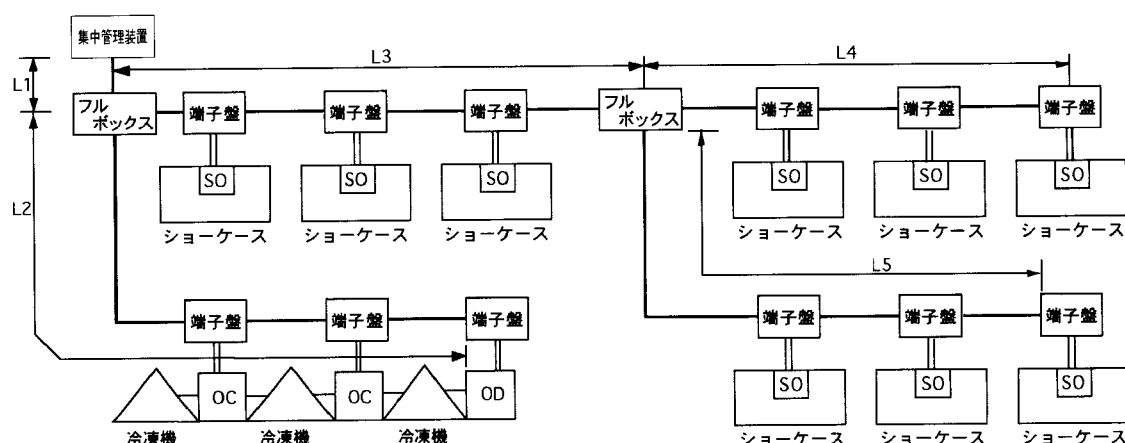 集中管理装置
L1
L3
L4
フル
ボックス
端子盤
端子盤
端子盤
フル
ボックス
端子盤
端子盤
端子盤
SO
SO
SO
SO
SO
SO
L2
ショーケース
ショーケース
ショーケース
ショーケース
ショーケース
ショーケース
L5
端子盤
端子盤
端子盤
端子盤
端子盤
端子盤
OC
OC
OD
SO
SO
SO
冷凍機
冷凍機
冷凍機
ショーケース
ショーケース
ショーケース